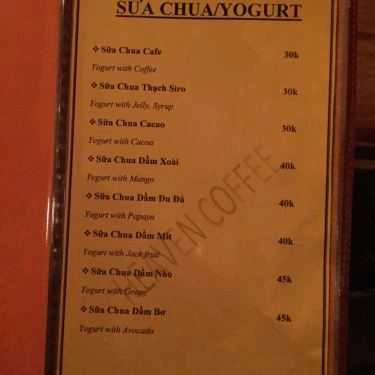 SỮA CHUA/YOGURT
❖ Sữa Chua Cafe 30k
Yogurt with Coffee
❖ Sữa Chua Thạch Siro 30k
Yogurt with Jelly, Syrup
❖ Sữa Chua Cacao 30k
Yogurt with Cacoa
❖ Sữa Chua Dầm Xoài 40k
Yogurt with Mango
❖ Sữa Chua Dầm Đu Đủ 40k
Yogurt with Papaya
❖ Sữa Chua Dầm Mít 40k
Yogurt with Jack fruit
❖ Sữa Chua Dầm Nho 45k
Yogurt with Grape
❖ Sữa Chua Dầm Bơ 45k
Yogurt with Avocado
COFFEE